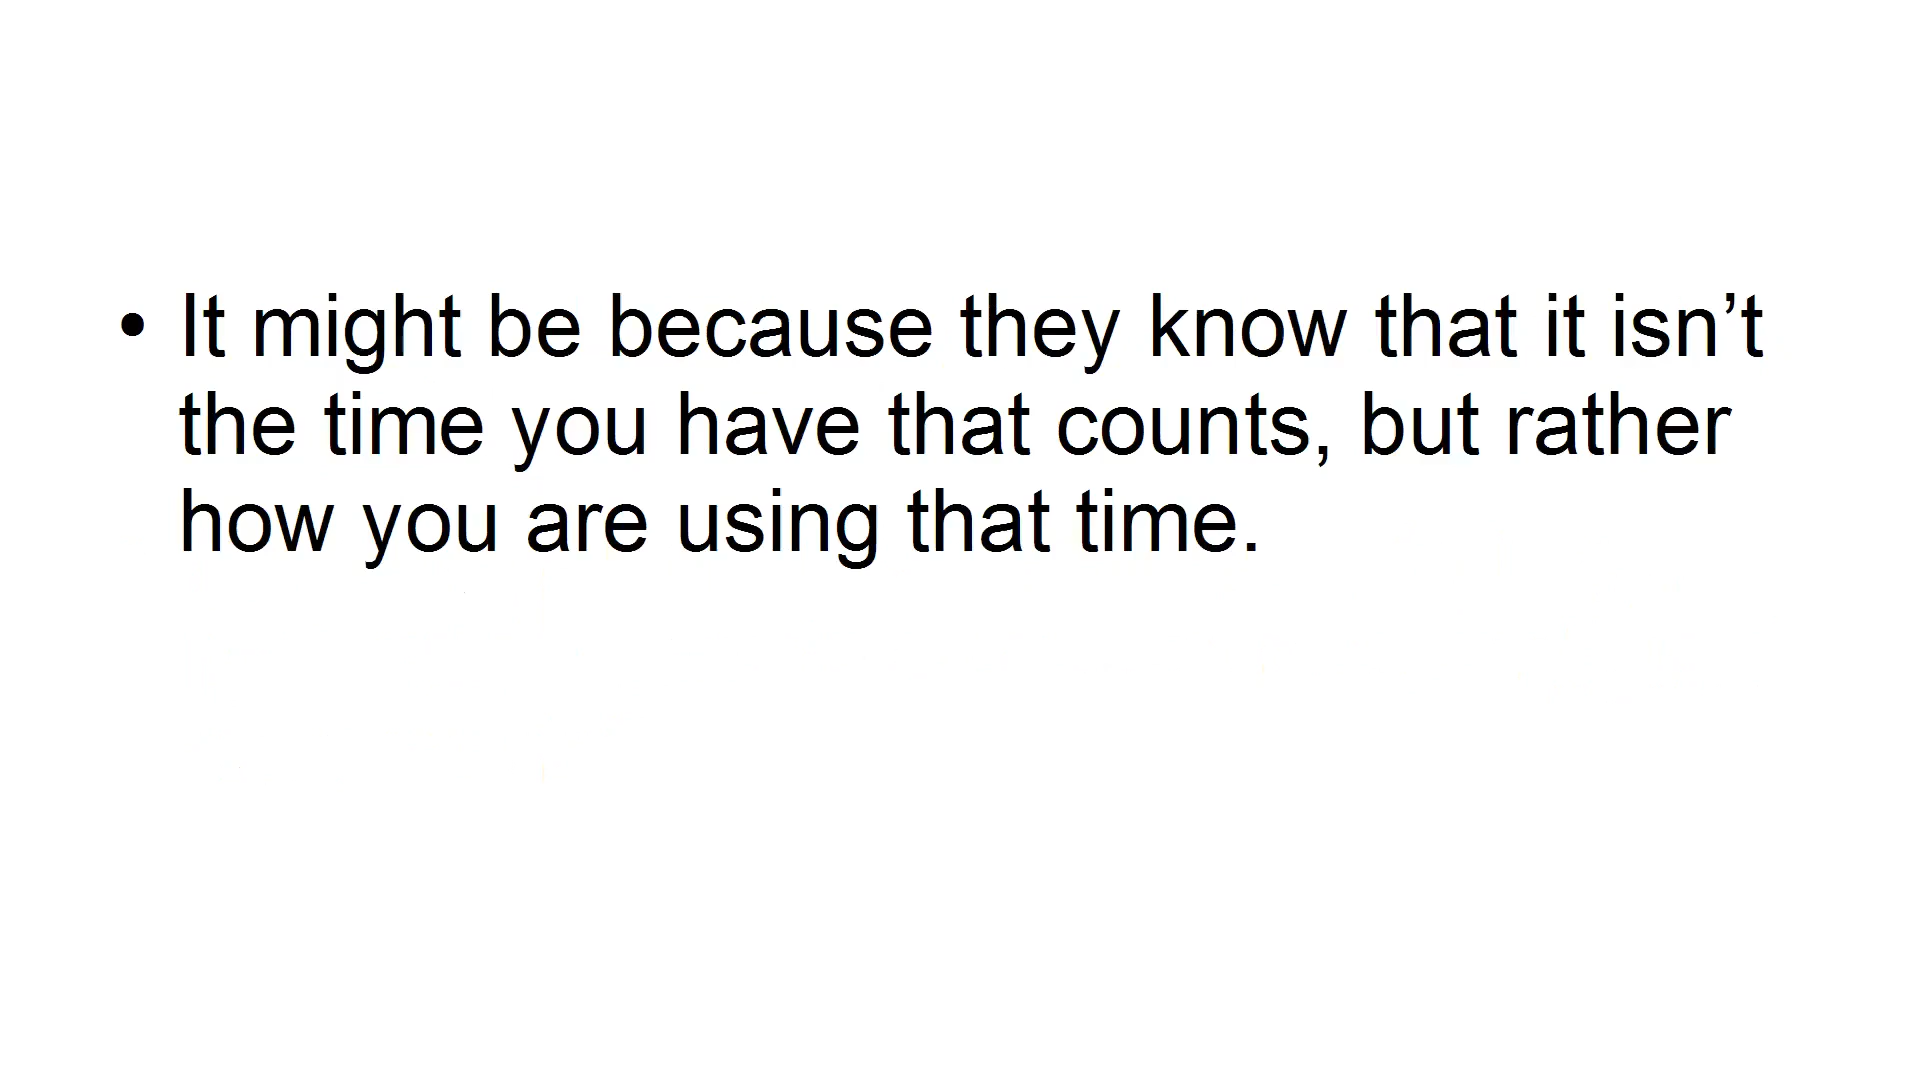 • It might be because they know that it isn’t
the time you have that counts, but rather
how you are using that time.